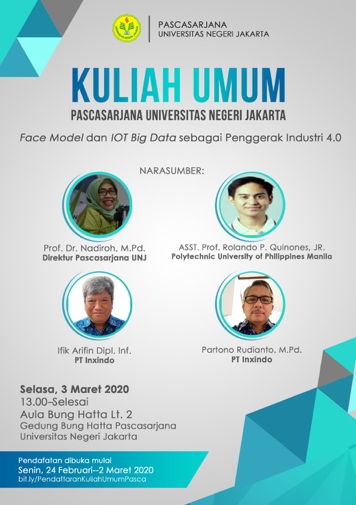 PASCASARJANA
UNIVERSITAS NEGERI JAKARTA
KULIAH UMUM
PASCASARJANA UNIVERSITAS NEGERI JAKARTA
Face Model dan IOT Big Data sebagai Penggerak Industri 4.0
NARASUMBER:
Prof. Dr. Nadiroh, M.Pd.
Direktur Pascasarjana UNJ
ASST. Prof. Rolando P. Quinones, JR.
Polytechnic University of Philippines Manila
Ifik Arifin Dipl. Inf.
PT Inxindo
Partono Rudianto, M.Pd.
PT Inxindo
Selasa, 3 Maret 2020
13.00–Selesai
Aula Bung Hatta Lt. 2
Gedung Bung Hatta Pascasarjana
Universitas Negeri Jakarta
Pendafatan dibuka mulai
Senin, 24 Februari--2 Maret 2020
bit.ly/PendaftaranKuliahUmumPasca